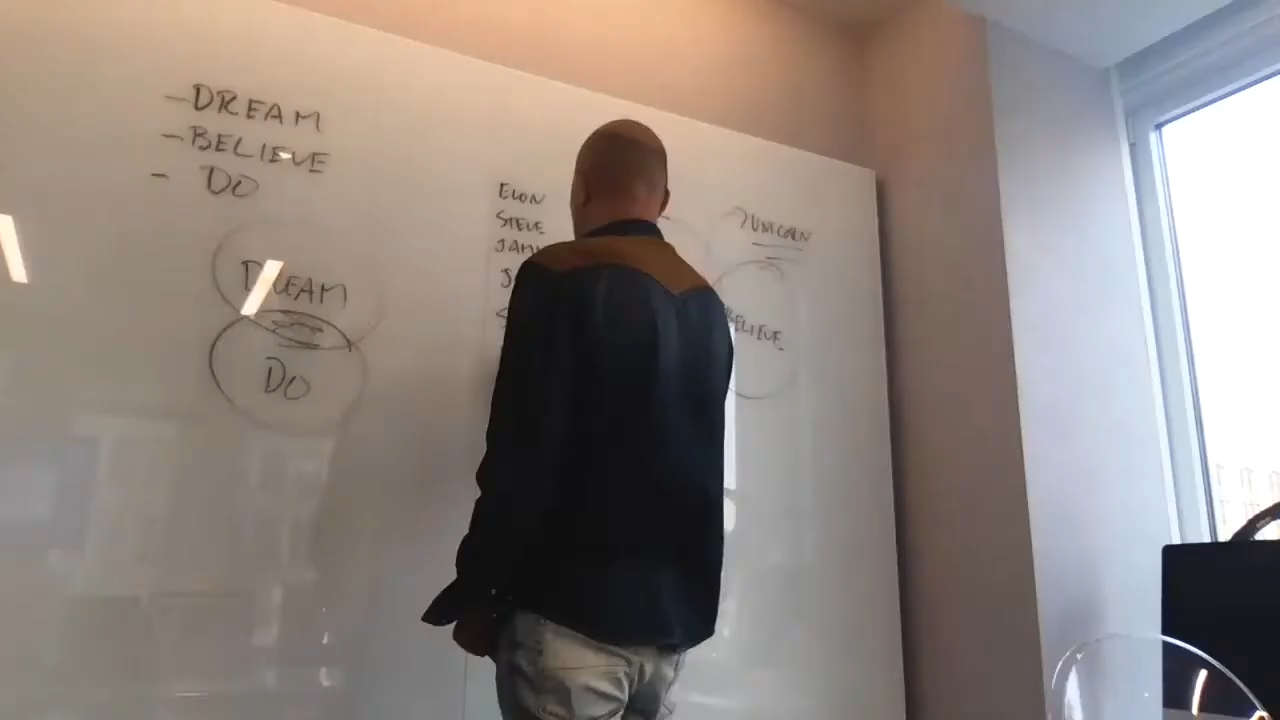 - DREAM
- BELIEVE
- DO
DREAM
DO
ELON
STEVE
UNICORN
BELIEVE